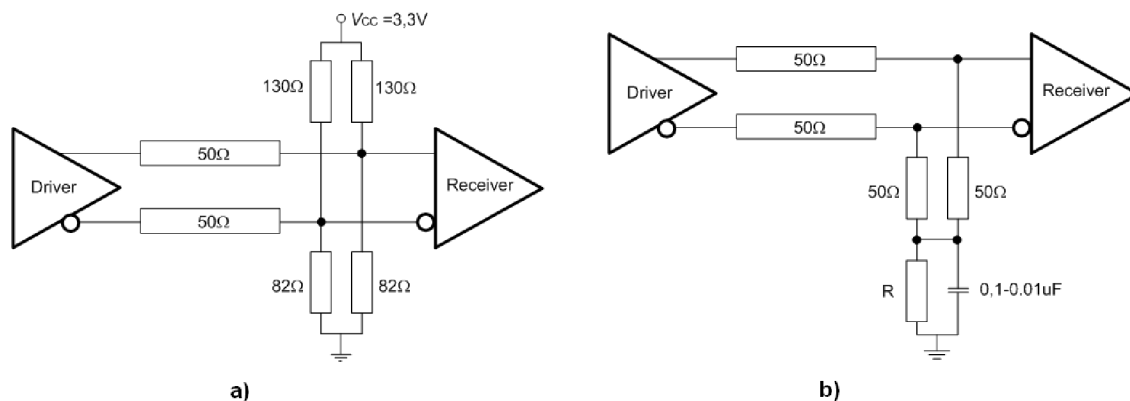 VCC =3,3V
130Ω
130Ω
50Ω
Driver
Receiver
50Ω
82Ω
82Ω
a)
50Ω
Driver
Receiver
50Ω
50Ω
50Ω
R
0,1-0.01uF
b)